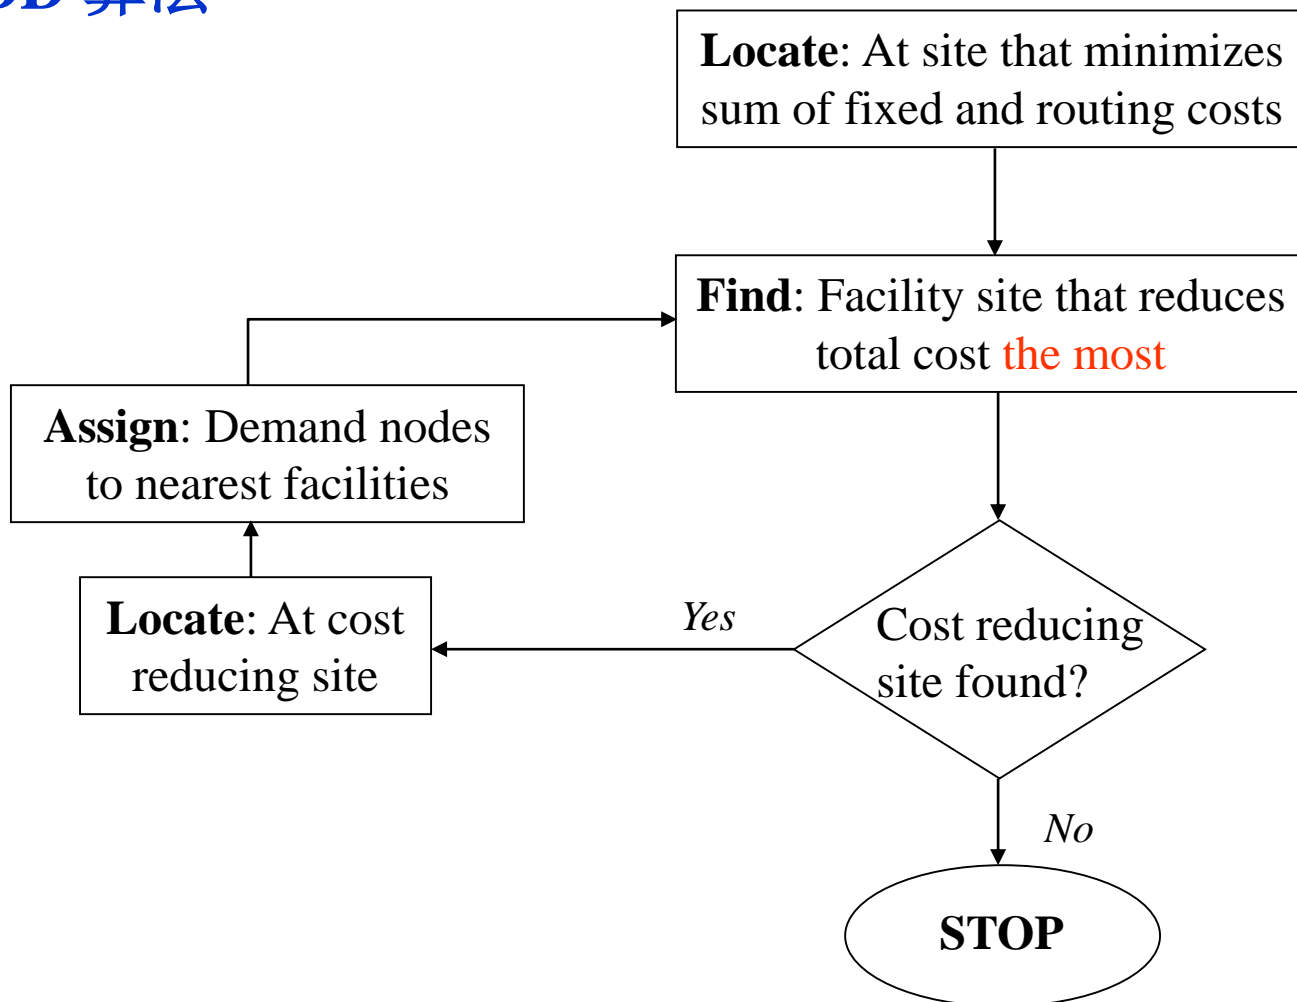 算法
Locate: At site that minimizes
sum of fixed and routing costs
Find: Facility site that reduces
total cost the most
Assign: Demand nodes
to nearest facilities
Locate: At cost
reducing site
Yes
Cost reducing
site found?
No
STOP